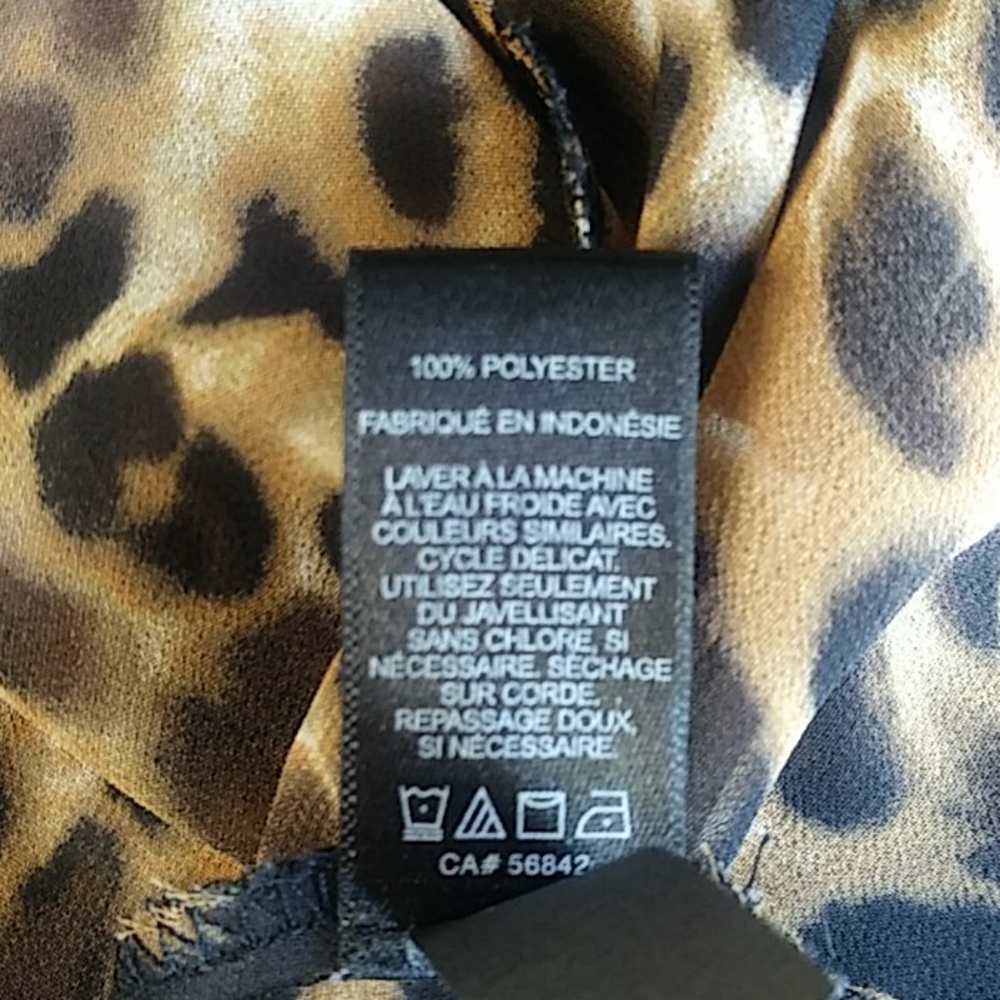 100% POLYESTER
FABRIQUÉ EN INDONÉSIE
LAVER À LA MACHINE
À L'EAU FROIDE AVEC
COULEURS SIMILAIRES.
CYCLE DÉLICAT.
UTILISEZ SEULEMENT
DU JAVELLISANT
SANS CHLORE, SI
NÉCESSAIRE. SÉCHAGE
SUR CORDE.
REPASSAGE DOUX,
SI NÉCESSAIRE.
CA# 56842